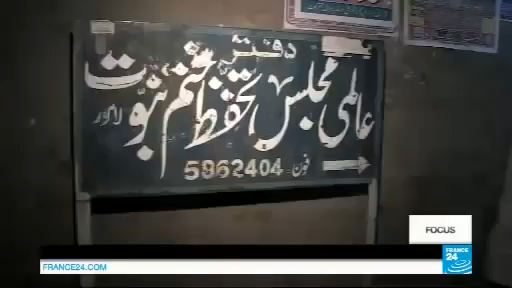 دفتر
عالمی مجلس تحفظ ختم نبوت
لاہور
فون: 5962404
FOCUS
FRANCE
24
FRANCE24.COM